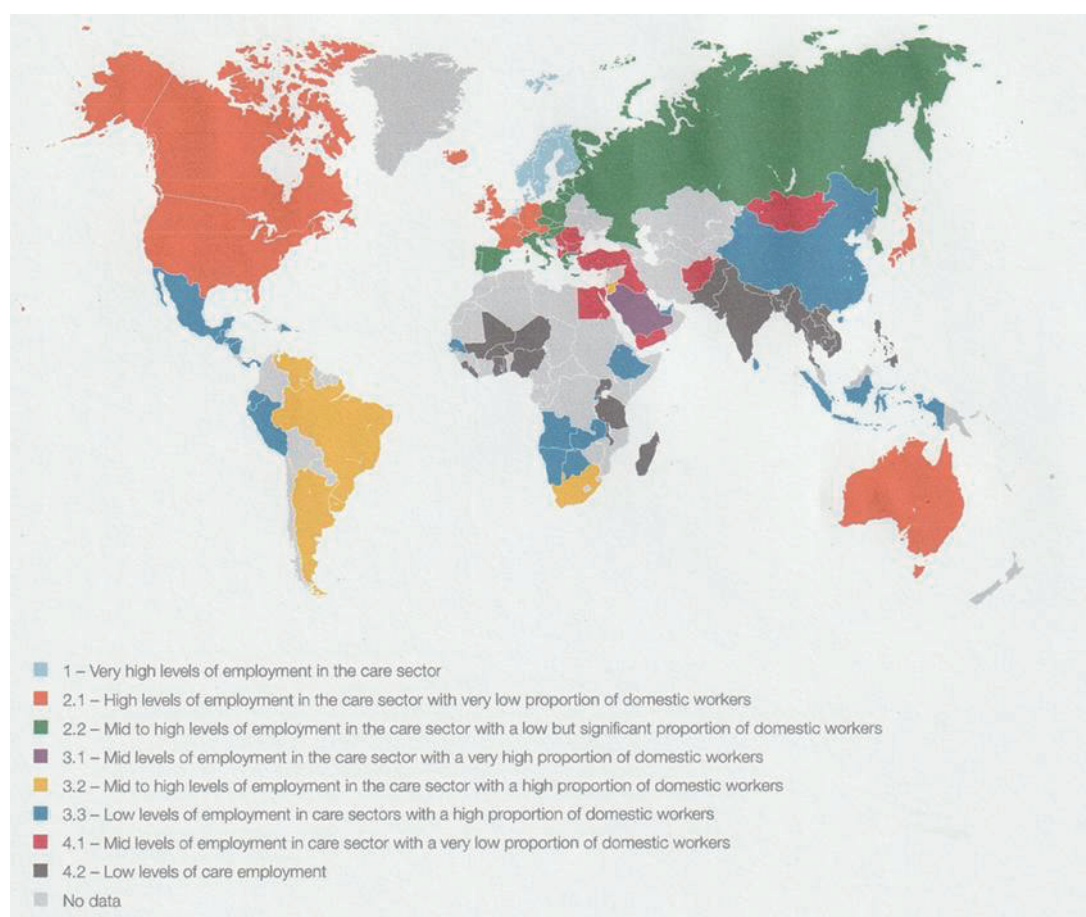 1 – Very high levels of employment in the care sector
2.1 – High levels of employment in the care sector with very low proportion of domestic workers
2.2 – Mid to high levels of employment in the care sector with a low but significant proportion of domestic workers
3.1 – Mid levels of employment in the care sector with a very high proportion of domestic workers
3.2 – Mid to high levels of employment in the care sector with a high proportion of domestic workers
3.3 – Low levels of employment in care sectors with a high proportion of domestic workers
4.1 – Mid levels of employment in care sector with a very low proportion of domestic workers
4.2 – Low levels of care employment
No data